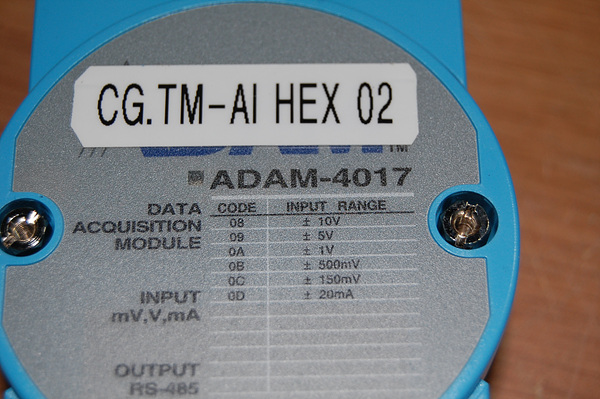 CG.TM-AI HEX 02
TM
ADAM-4017
DATA ACQUISITION MODULE
CODE INPUT RANGE
08 ± 10V
09 ± 5V
0A ± 1V
0B ± 500mV
0C ± 150mV
0D ± 20mA
INPUT
mV,V,mA
OUTPUT
RS-485